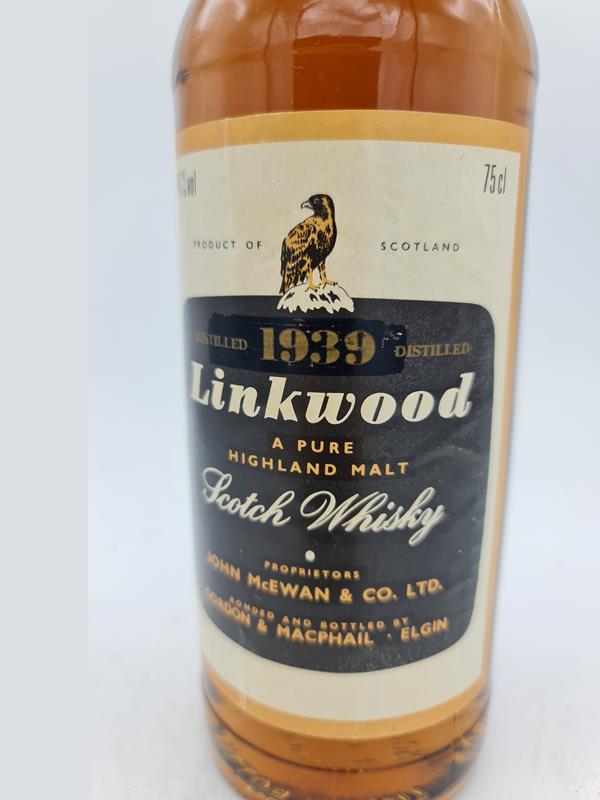 %vol
75cl
PRODUCT OF SCOTLAND
DISTILLED 1939 DISTILLED
Linkwood
A PURE
HIGHLAND MALT
Scotch Whisky
PROPRIETORS
JOHN McEWAN & CO. LTD.
BONDED AND BOTTLED BY
GORDON & MACPHAIL · ELGIN